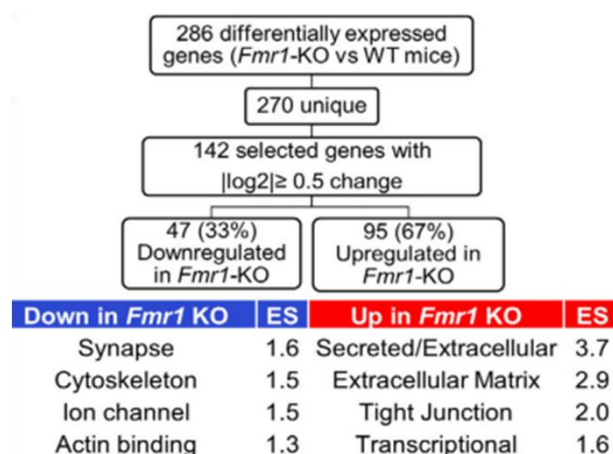 286 differentially expressed
genes (Fmr1-KO vs WT mice)
270 unique
142 selected genes with
|log2|≥ 0.5 change
47 (33%)
Downregulated
in Fmr1-KO
95 (67%)
Upregulated in
Fmr1-KO
Down in Fmr1 KO ES Up in Fmr1 KO ES
Synapse 1.6 Secreted/Extracellular 3.7
Cytoskeleton 1.5 Extracellular Matrix 2.9
Ion channel 1.5 Tight Junction 2.0
Actin binding 1.3 Transcriptional 1.6